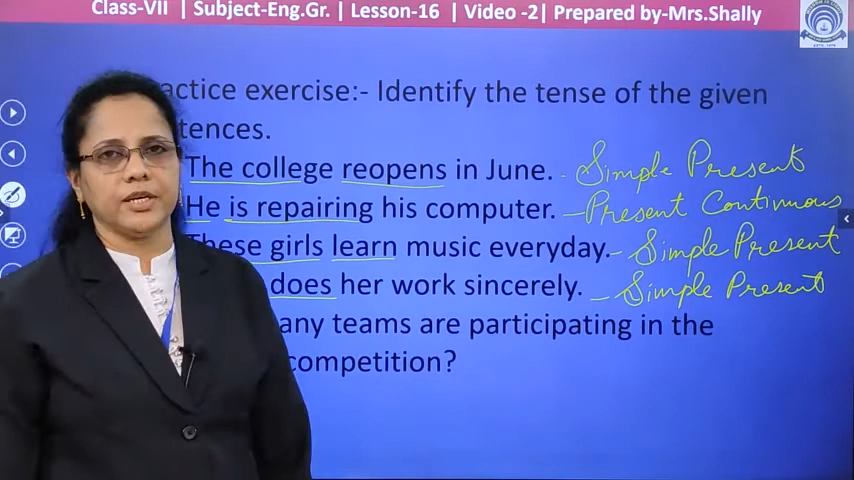 Class-VII | Subject-Eng.Gr. | Lesson-16 | Video -2| Prepared by-Mrs.Shally
actice exercise:- Identify the tense of the given
tences.
The college reopens in June. - Simple Present
He is repairing his computer. - Present Continuous
These girls learn music everyday. - Simple Present
does her work sincerely. - Simple Present
any teams are participating in the
competition?